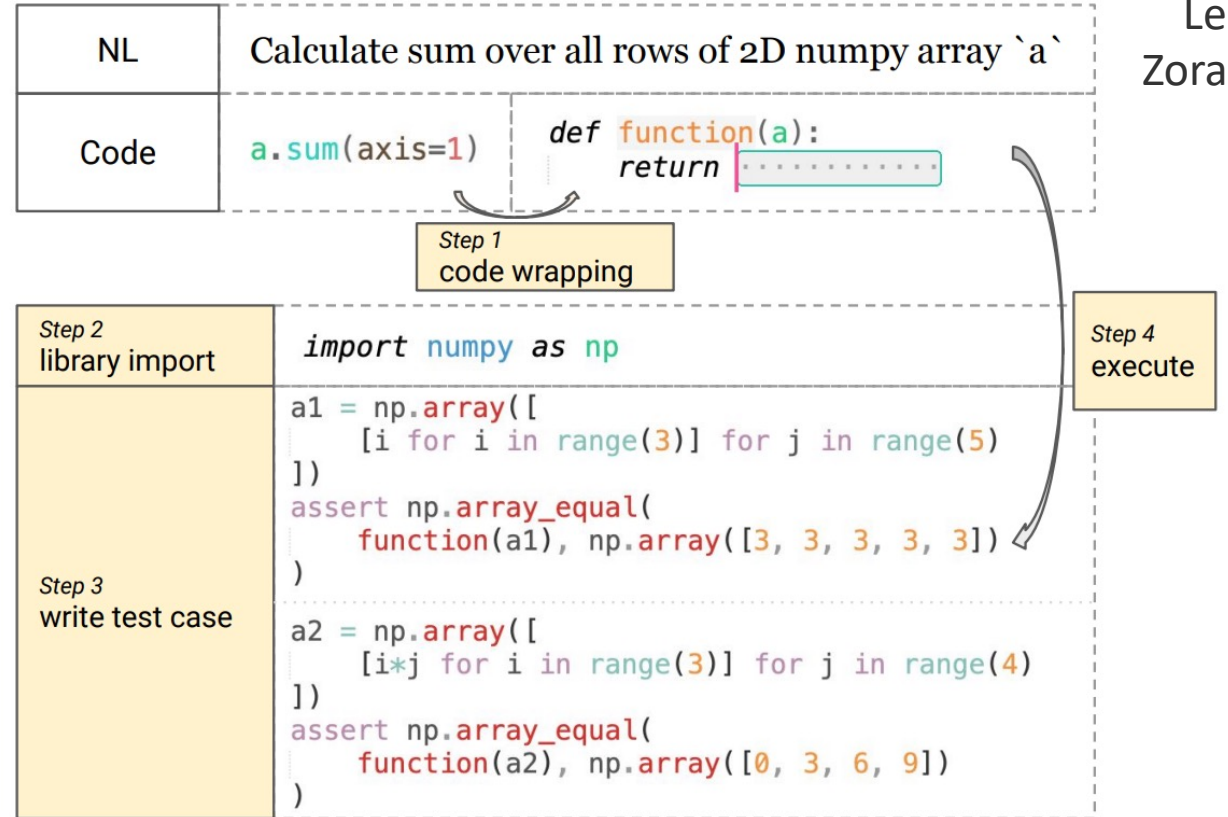 Le
Zora
NL
Calculate sum over all rows of 2D numpy array `a`
Code
a.sum(axis=1)
def function(a):
return
Step 1
code wrapping
Step 2
library import
import numpy as np
Step 4
execute
Step 3
write test case
a1 = np.array([
[i for i in range(3)] for j in range(5)
])
assert np.array_equal(
function(a1), np.array([3, 3, 3, 3, 3])
)
a2 = np.array([
[i*j for i in range(3)] for j in range(4)
])
assert np.array_equal(
function(a2), np.array([0, 3, 6, 9])
)